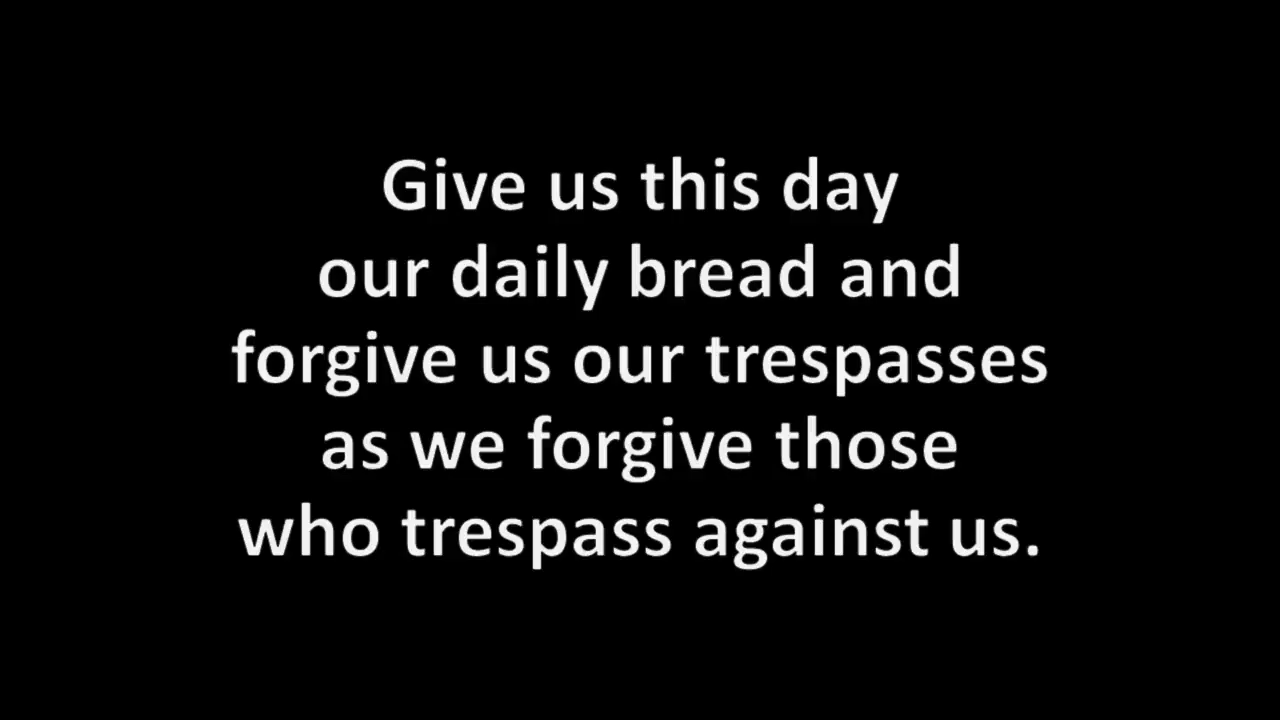 Give us this day
our daily bread and
forgive us our trespasses
as we forgive those
who trespass against us.